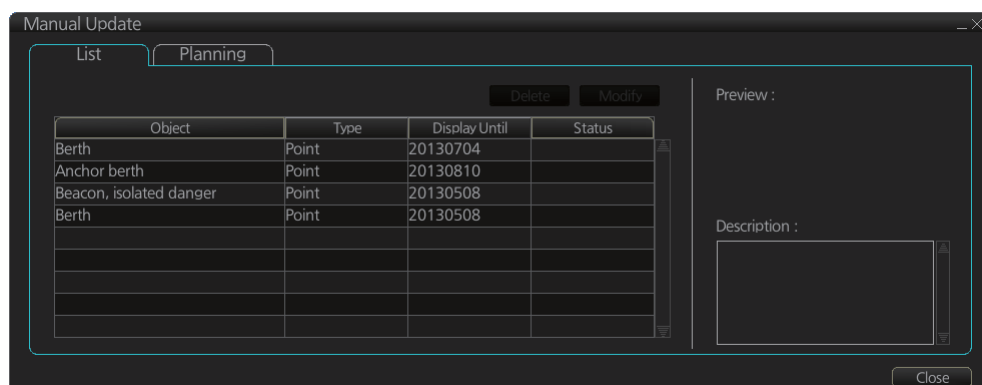 Manual Update
List Planning
Delete Modify
Preview :
Object Type Display Until Status
Berth Point 20130704
Anchor berth Point 20130810
Beacon, isolated danger Point 20130508
Berth Point 20130508
Description :
Close